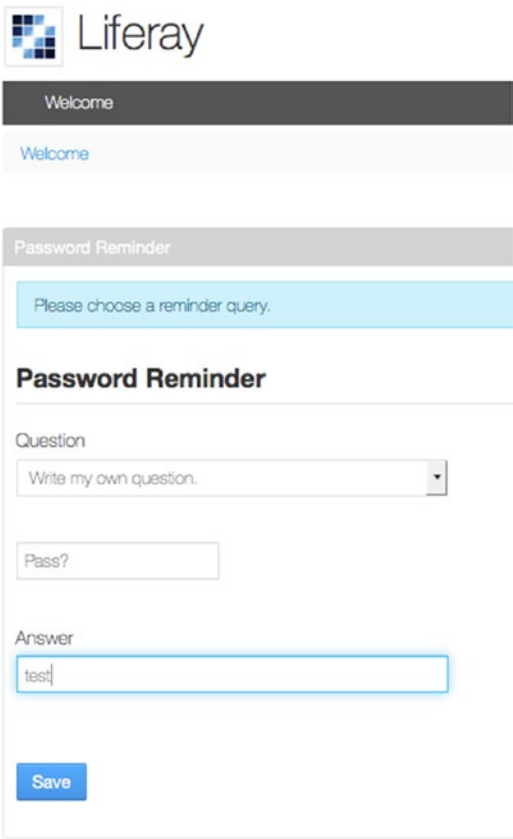 Liferay
Welcome
Welcome
Password Reminder
Please choose a reminder query.
Password Reminder
Question
Write my own question.
Pass?
Answer
test
Save